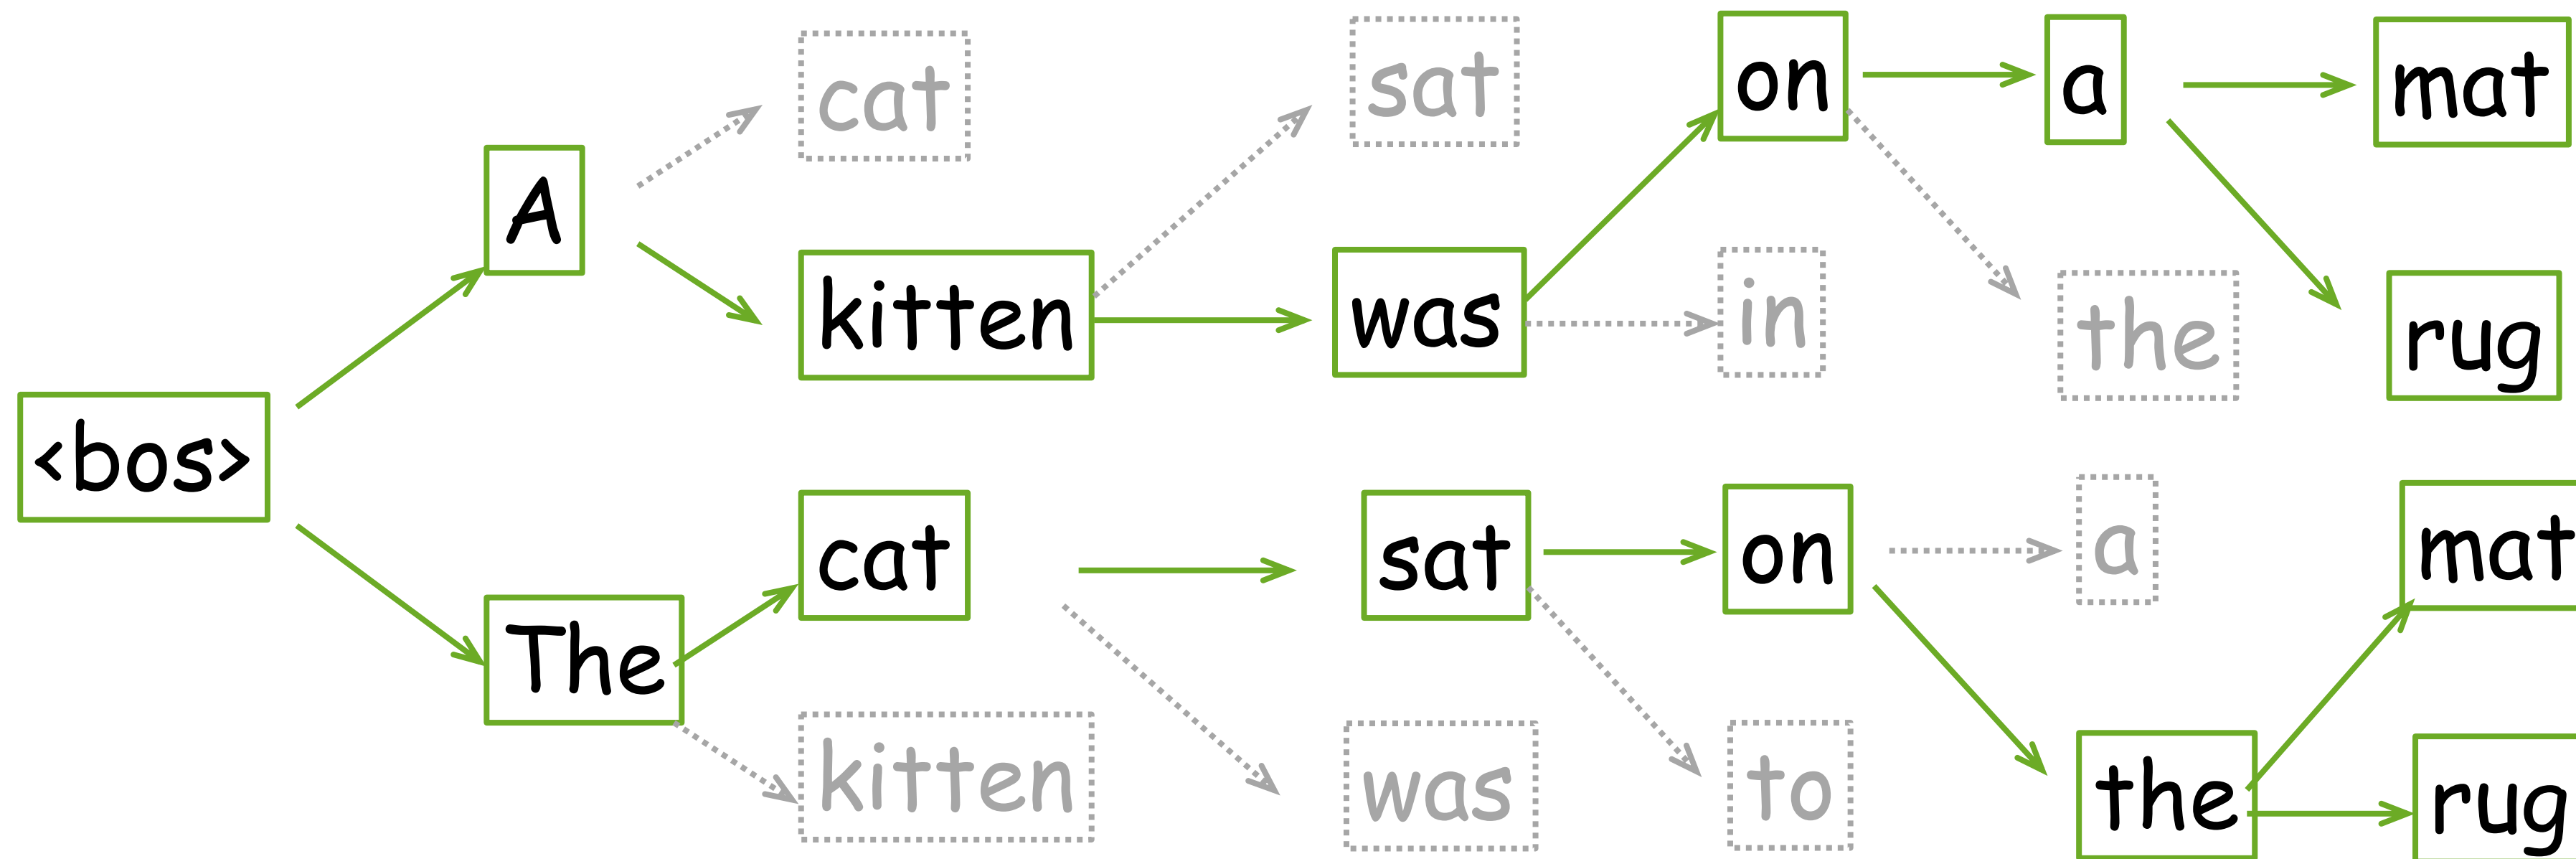 cat sat on a mat
A
kitten was in the rug
<bos>
cat sat on a mat
The
kitten was to the rug